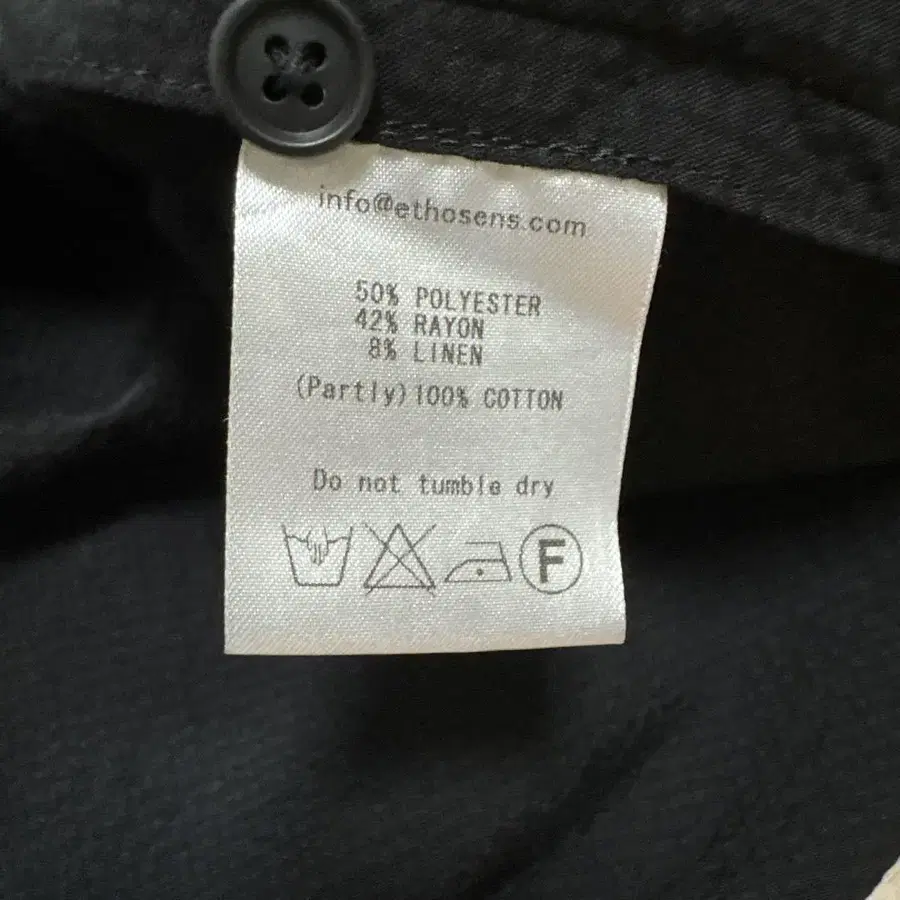 info@ethosens.com
50% POLYESTER
42% RAYON
8% LINEN
(Partly)100% COTTON
Do not tumble dry
F